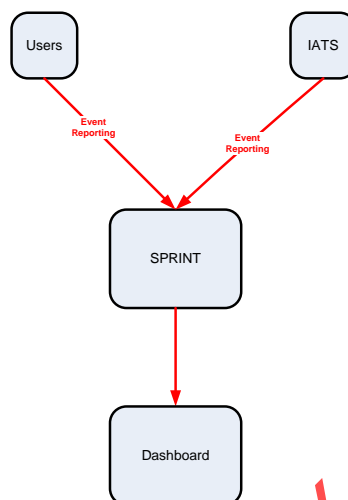 Users
IATS
Event
Reporting
Event
Reporting
SPRINT
Dashboard